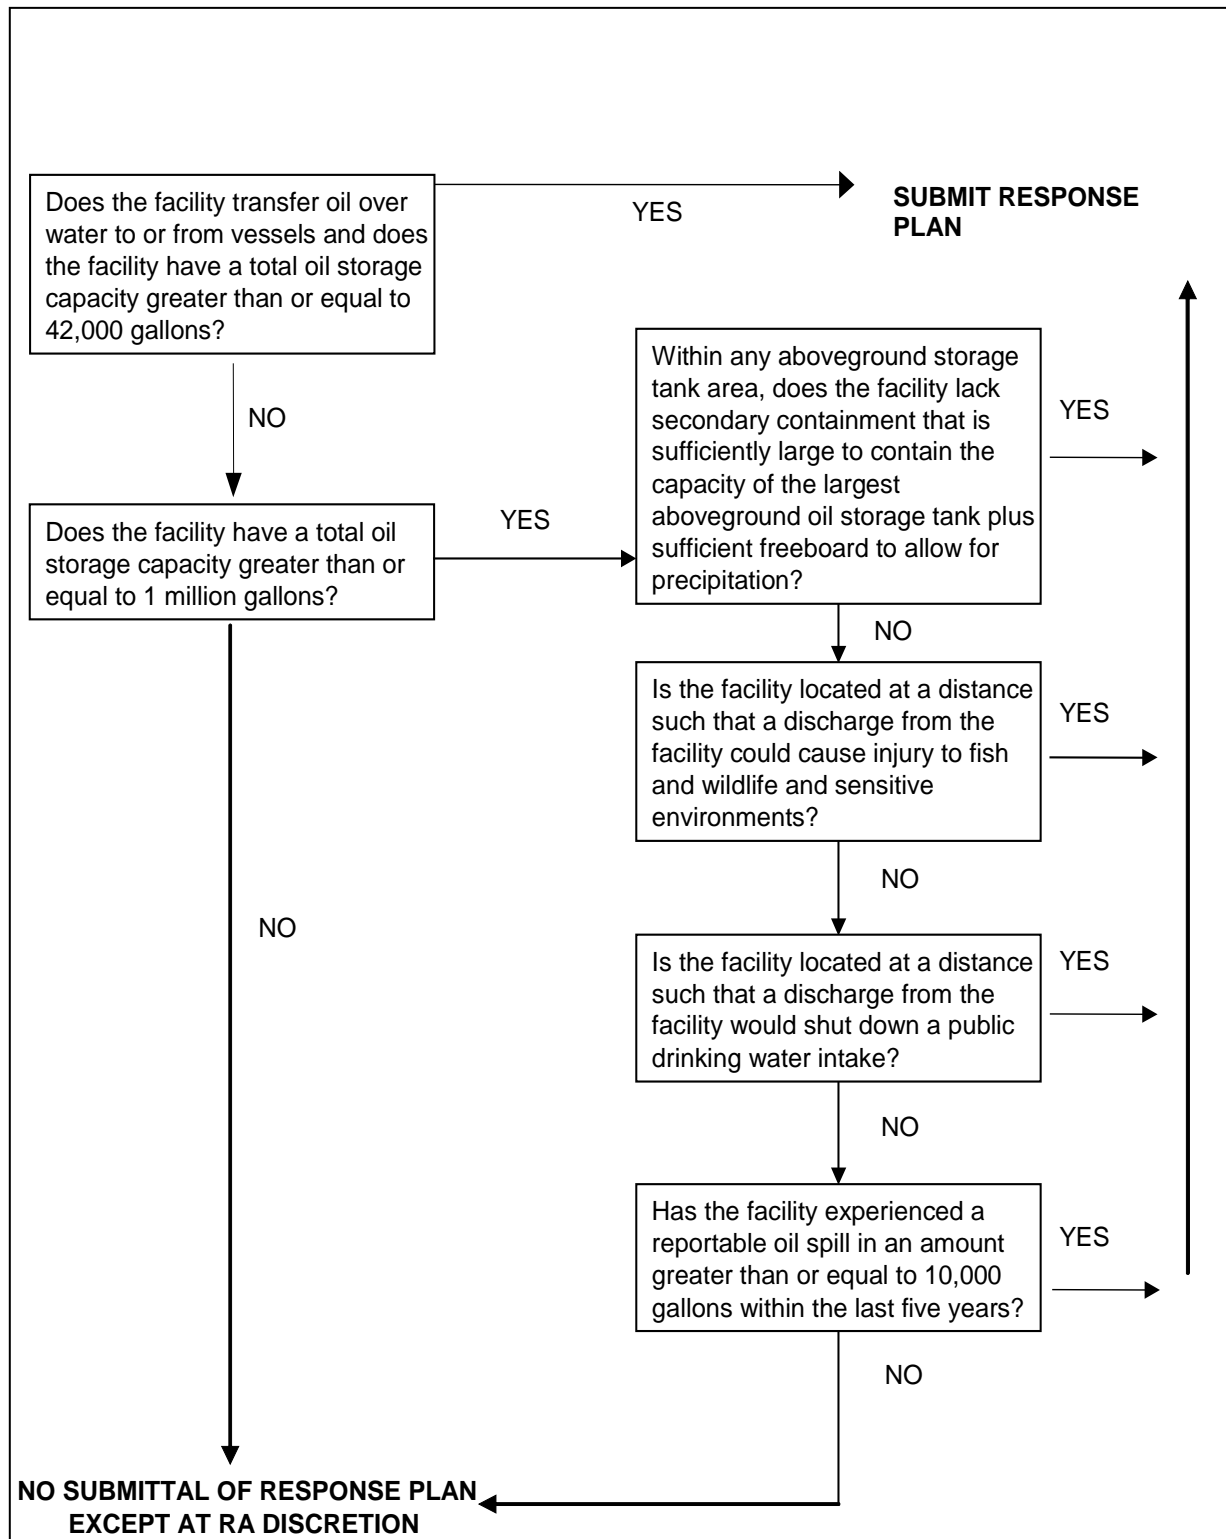 Does the facility transfer oil over
water to or from vessels and does
the facility have a total oil storage
capacity greater than or equal to
42,000 gallons?
YES
SUBMIT RESPONSE
PLAN
NO
Does the facility have a total oil
storage capacity greater than or
equal to 1 million gallons?
YES
Within any aboveground storage
tank area, does the facility lack
secondary containment that is
sufficiently large to contain the
capacity of the largest
aboveground oil storage tank plus
sufficient freeboard to allow for
precipitation?
YES
NO
Is the facility located at a distance
such that a discharge from the
facility could cause injury to fish
and wildlife and sensitive
environments?
YES
NO
NO
Is the facility located at a distance
such that a discharge from the
facility would shut down a public
drinking water intake?
YES
NO
Has the facility experienced a
reportable oil spill in an amount
greater than or equal to 10,000
gallons within the last five years?
YES
NO
NO SUBMITTAL OF RESPONSE PLAN
EXCEPT AT RA DISCRETION